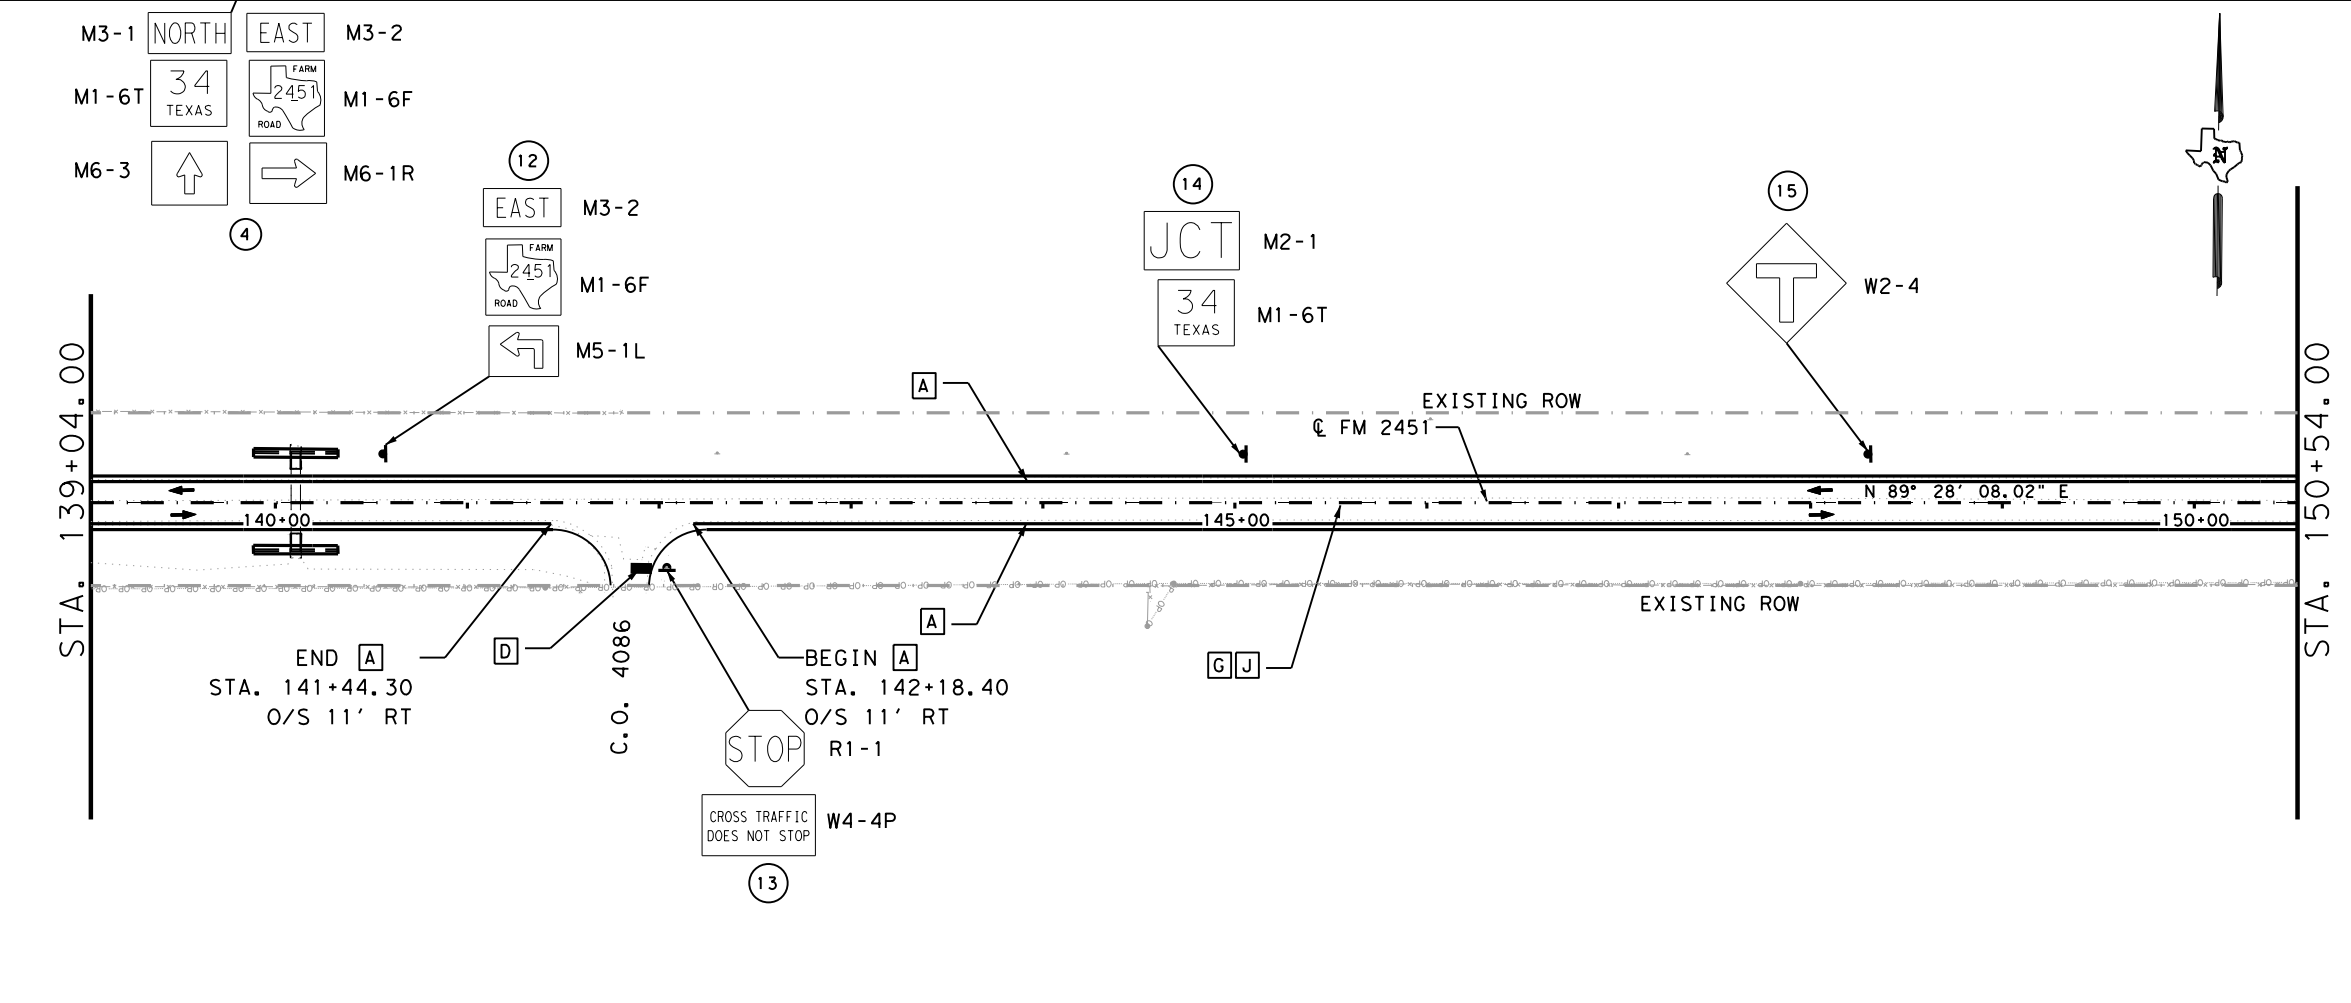 M3-1 NORTH EAST M3-2
M1-6T 34 TEXAS FARM 2451 ROAD M1-6F
M6-3 M6-1R
4
12
EAST M3-2
FARM 2451 ROAD M1-6F
M5-1L
14
JCT M2-1
34 TEXAS M1-6T
15
W2-4
N
STA. 139+04.00
STA. 150+54.00
A
EXISTING ROW
℄ FM 2451
N 89° 28' 08.02" E
140+00
145+00
150+00
EXISTING ROW
END A
STA. 141+44.30
O/S 11' RT
D
C.O. 4086
BEGIN A
STA. 142+18.40
O/S 11' RT
A
G J
STOP R1-1
CROSS TRAFFIC
DOES NOT STOP
W4-4P
13